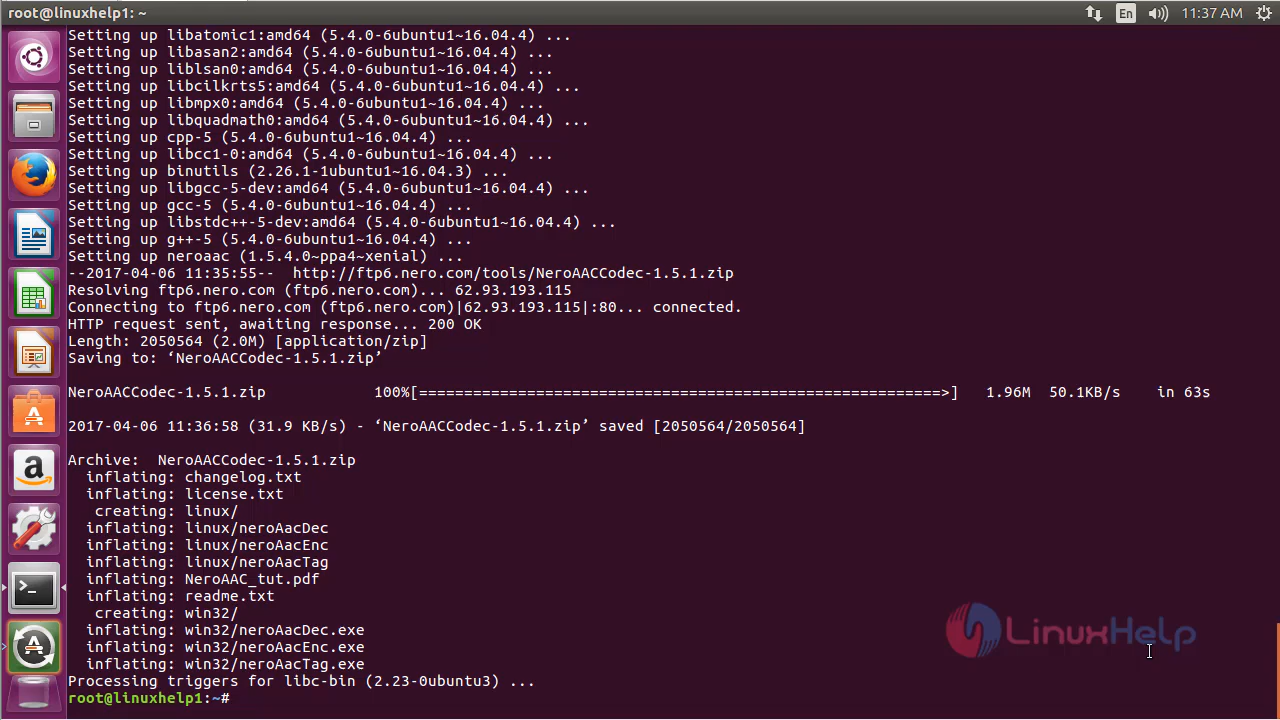 root@linuxhelp1: ~
En
11:37 AM
Setting up libatomic1:amd64 (5.4.0-6ubuntu1~16.04.4) ...
Setting up libasan2:amd64 (5.4.0-6ubuntu1~16.04.4) ...
Setting up liblsan0:amd64 (5.4.0-6ubuntu1~16.04.4) ...
Setting up libcilkrts5:amd64 (5.4.0-6ubuntu1~16.04.4) ...
Setting up libmpx0:amd64 (5.4.0-6ubuntu1~16.04.4) ...
Setting up libquadmath0:amd64 (5.4.0-6ubuntu1~16.04.4) ...
Setting up cpp-5 (5.4.0-6ubuntu1~16.04.4) ...
Setting up libcc1-0:amd64 (5.4.0-6ubuntu1~16.04.4) ...
Setting up binutils (2.26.1-1ubuntu1~16.04.3) ...
Setting up libgcc-5-dev:amd64 (5.4.0-6ubuntu1~16.04.4) ...
Setting up gcc-5 (5.4.0-6ubuntu1~16.04.4) ...
Setting up libstdc++-5-dev:amd64 (5.4.0-6ubuntu1~16.04.4) ...
Setting up g++-5 (5.4.0-6ubuntu1~16.04.4) ...
Setting up neroaac (1.5.4.0~ppa4~xenial) ...
--2017-04-06 11:35:55--  http://ftp6.nero.com/tools/NeroAACCodec-1.5.1.zip
Resolving ftp6.nero.com (ftp6.nero.com)... 62.93.193.115
Connecting to ftp6.nero.com (ftp6.nero.com)|62.93.193.115|:80... connected.
HTTP request sent, awaiting response... 200 OK
Length: 2050564 (2.0M) [application/zip]
Saving to: ‘NeroAACCodec-1.5.1.zip’
NeroAACCodec-1.5.1.zip            100%[==========================================================>]   1.96M  50.1KB/s    in 63s
2017-04-06 11:36:58 (31.9 KB/s) - ‘NeroAACCodec-1.5.1.zip’ saved [2050564/2050564]
Archive:  NeroAACCodec-1.5.1.zip
  inflating: changelog.txt
  inflating: license.txt
   creating: linux/
  inflating: linux/neroAacDec
  inflating: linux/neroAacEnc
  inflating: linux/neroAacTag
  inflating: NeroAAC_tut.pdf
  inflating: readme.txt
   creating: win32/
  inflating: win32/neroAacDec.exe
  inflating: win32/neroAacEnc.exe
  inflating: win32/neroAacTag.exe
Processing triggers for libc-bin (2.23-0ubuntu3) ...
root@linuxhelp1:~#
LinuxHelp